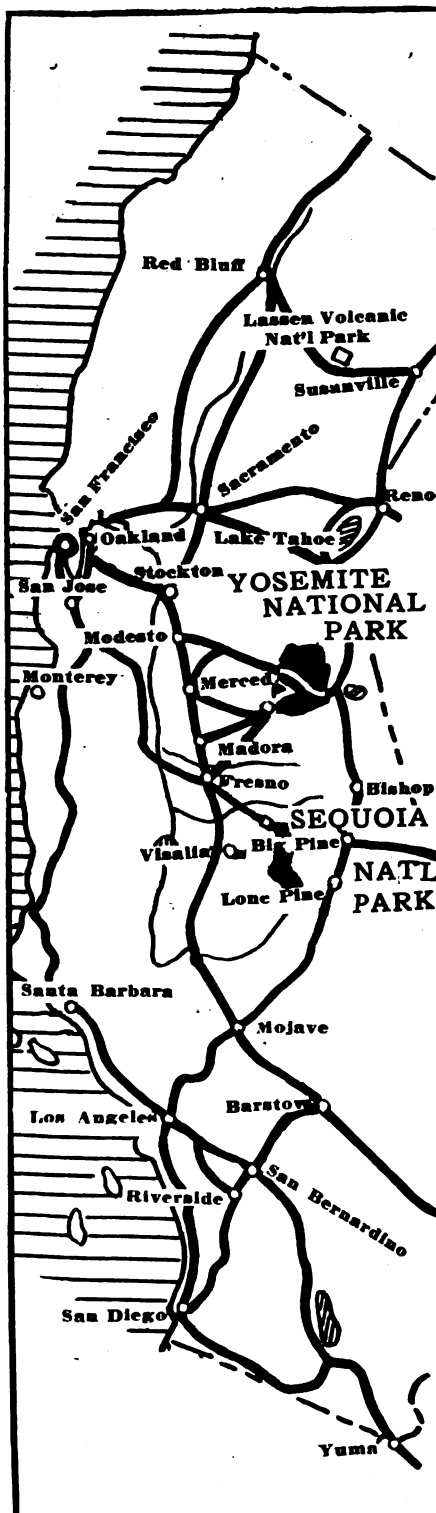 Red Bluff
Lassen Volcanic
Nat'l Park
Susanville
San Francisco
Sacramento
Reno
Oakland
Lake Tahoe
Stockton
San Jose
YOSEMITE
NATIONAL
PARK
Modesto
Monterey
Merced
Madora
Fresno
Bishop
SEQUOIA
Visalia
Big Pine
NATL
PARK
Lone Pine
Santa Barbara
Mojave
Barstow
Los Angeles
San Bernardino
Riverside
San Diego
Yuma